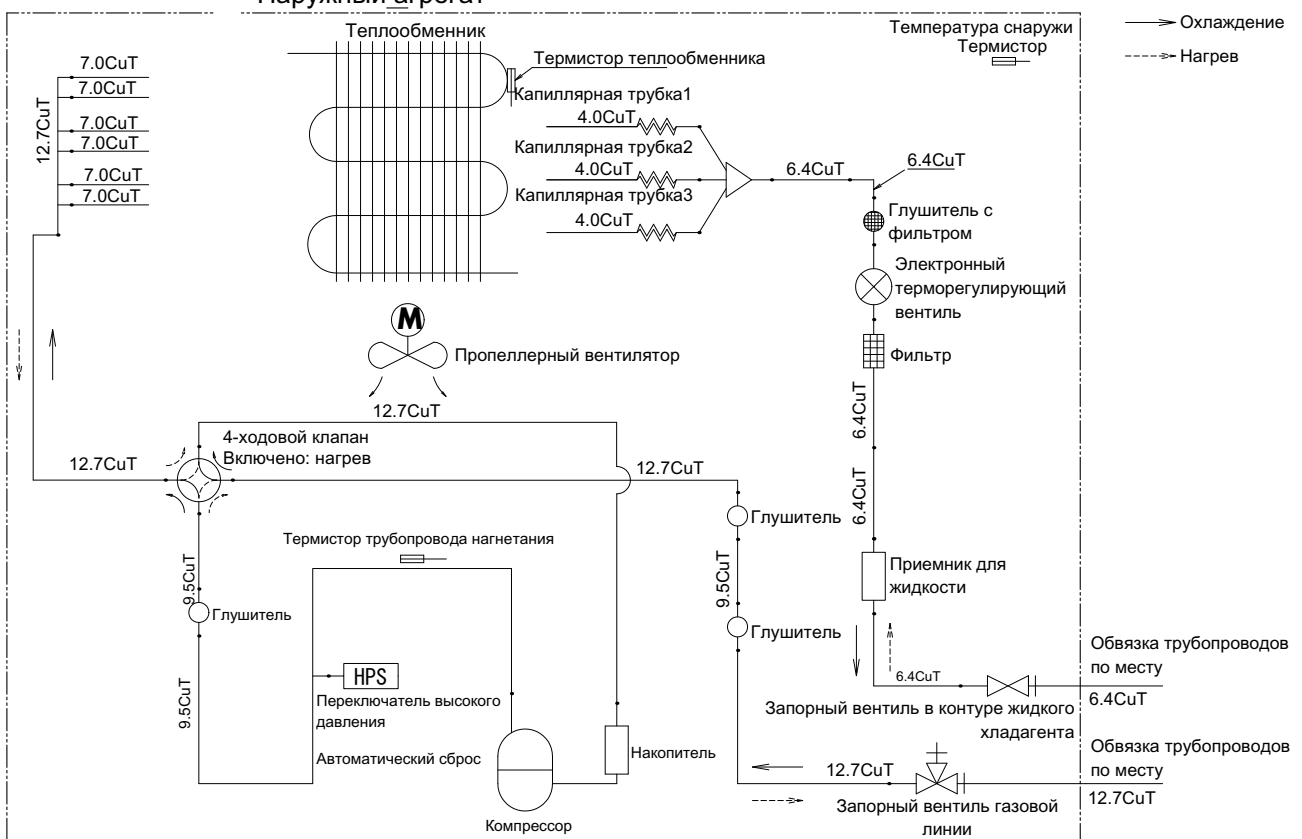 Наружный агрегат
Теплообменник
Температура снаружи
Термистор
Охлаждение
Нагрев
7.0CuT
7.0CuT
7.0CuT
7.0CuT
7.0CuT
7.0CuT
12.7CuT
Термистор теплообменника
Капиллярная трубка1
4.0CuT
Капиллярная трубка2
4.0CuT
Капиллярная трубка3
4.0CuT
6.4CuT
6.4CuT
Глушитель с
фильтром
Электронный
терморегулирующий
вентиль
Фильтр
M
Пропеллерный вентилятор
12.7CuT
6.4CuT
4-ходовой клапан
Включено: нагрев
12.7CuT
12.7CuT
6.4CuT
Глушитель
Термистор трубопровода нагнетания
9.5CuT
9.5CuT
Приемник для
жидкости
Глушитель
Глушитель
HPS
Переключатель высокого
давления
9.5CuT
Автоматический сброс
Накопитель
Компрессор
6.4CuT
Обвязка трубопроводов
по месту
6.4CuT
Запорный вентиль в контуре жидкого
хладагента
Обвязка трубопроводов
по месту
12.7CuT
12.7CuT
Запорный вентиль газовой
линии